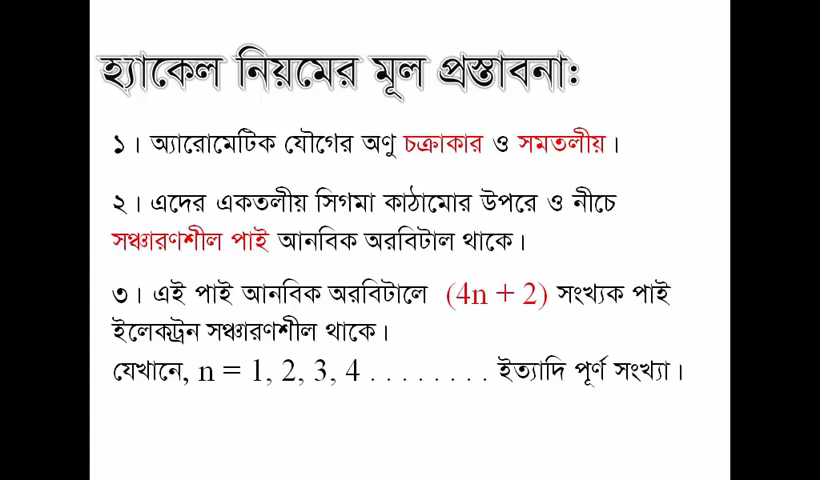 হ্যাকেল নিয়মের মূল প্রস্তাবনা:
১। অ্যারোমেটিক যৌগের অণু চক্রাকার ও সমতলীয়।
২। এদের একতলীয় সিগমা কাঠামোর উপরে ও নীচে
সঞ্চারণশীল পাই আনবিক অরবিটাল থাকে।
৩। এই পাই আনবিক অরবিটালে (4n + 2) সংখ্যক পাই
ইলেকট্রন সঞ্চারণশীল থাকে।
যেখানে, n = 1, 2, 3, 4 . . . . . . . . ইত্যাদি পূর্ণ সংখ্যা।